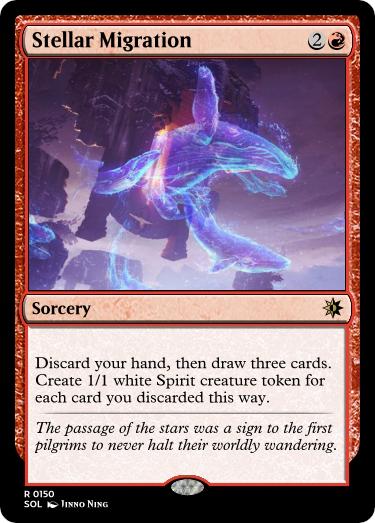 Stellar Migration 2
Sorcery
Discard your hand, then draw three cards.
Create 1/1 white Spirit creature token for
each card you discarded this way.
The passage of the stars was a sign to the first
pilgrims to never halt their worldly wandering.
R 0150
SOL Jinno Ning